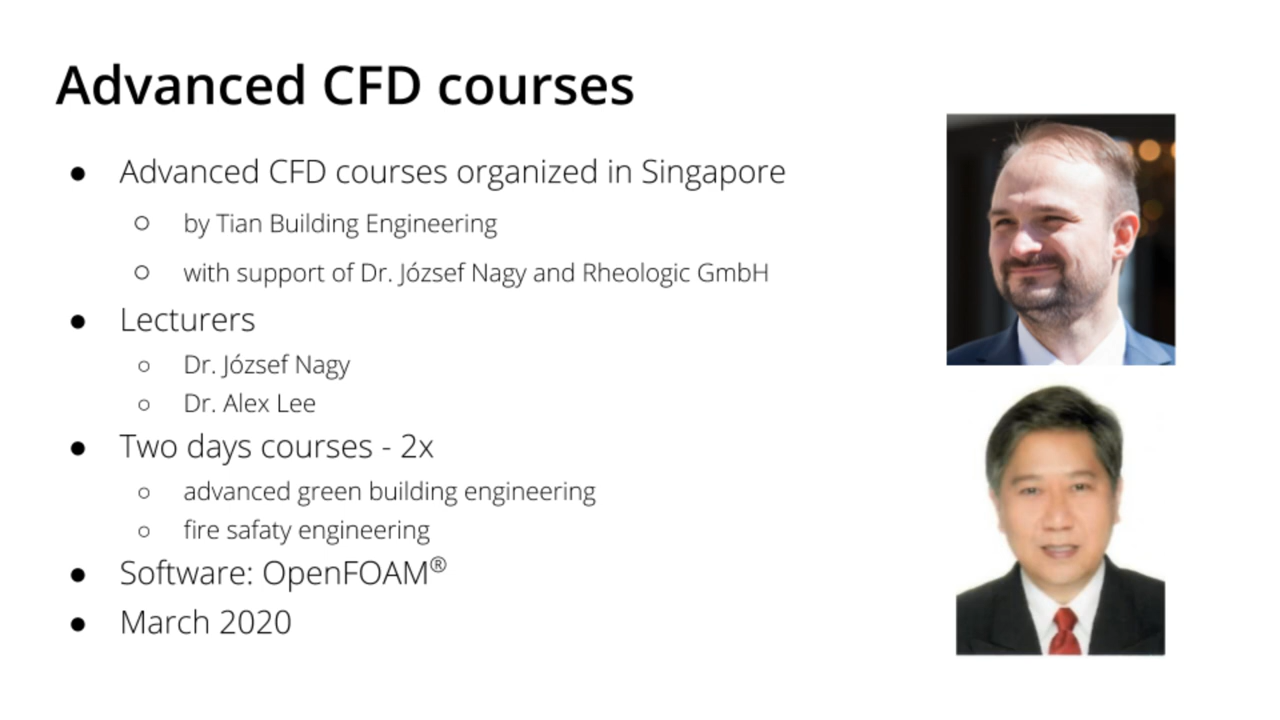 Advanced CFD courses
● Advanced CFD courses organized in Singapore
○ by Tian Building Engineering
○ with support of Dr. József Nagy and Rheologic GmbH
● Lecturers
○ Dr. József Nagy
○ Dr. Alex Lee
● Two days courses - 2x
○ advanced green building engineering
○ fire safaty engineering
● Software: OpenFOAM®
● March 2020